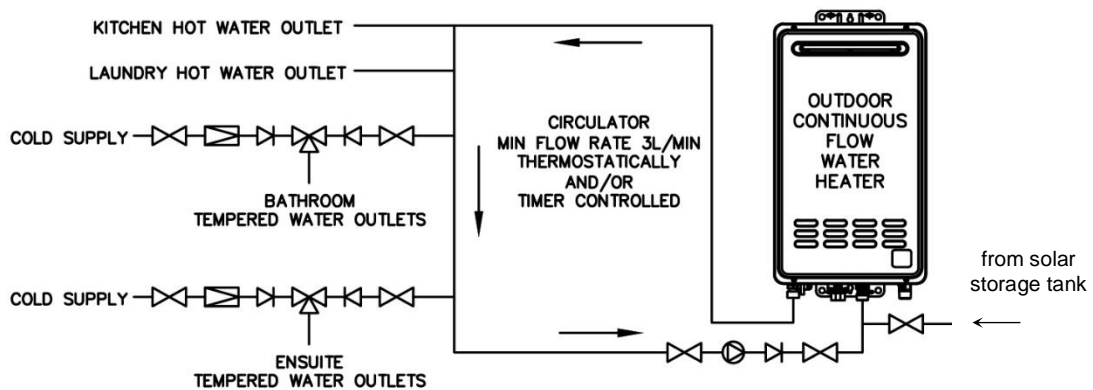 KITCHEN HOT WATER OUTLET
LAUNDRY HOT WATER OUTLET
COLD SUPPLY
BATHROOM
TEMPERED WATER OUTLETS
COLD SUPPLY
ENSUITE
TEMPERED WATER OUTLETS
CIRCULATOR
MIN FLOW RATE 3L/MIN
THERMOSTATICALLY
AND/OR
TIMER CONTROLLED
OUTDOOR
CONTINUOUS
FLOW
WATER
HEATER
from solar
storage tank